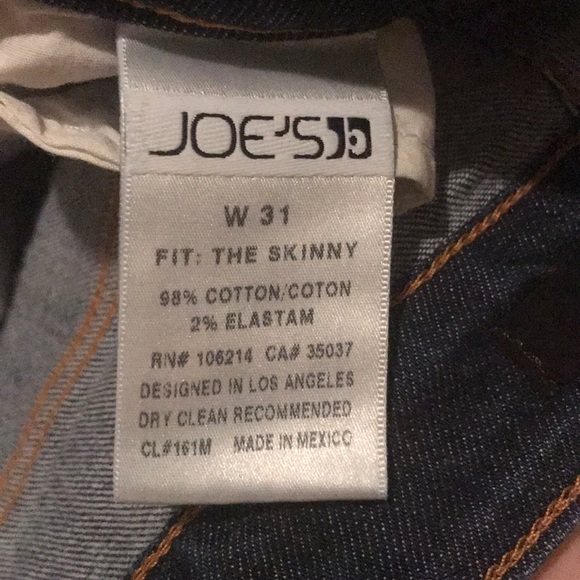 JOE'S
W 31
FIT: THE SKINNY
98% COTTON/COTON
2% ELASTAM
RN# 106214 CA# 35037
DESIGNED IN LOS ANGELES
DRY CLEAN RECOMMENDED
CL#161M MADE IN MEXICO